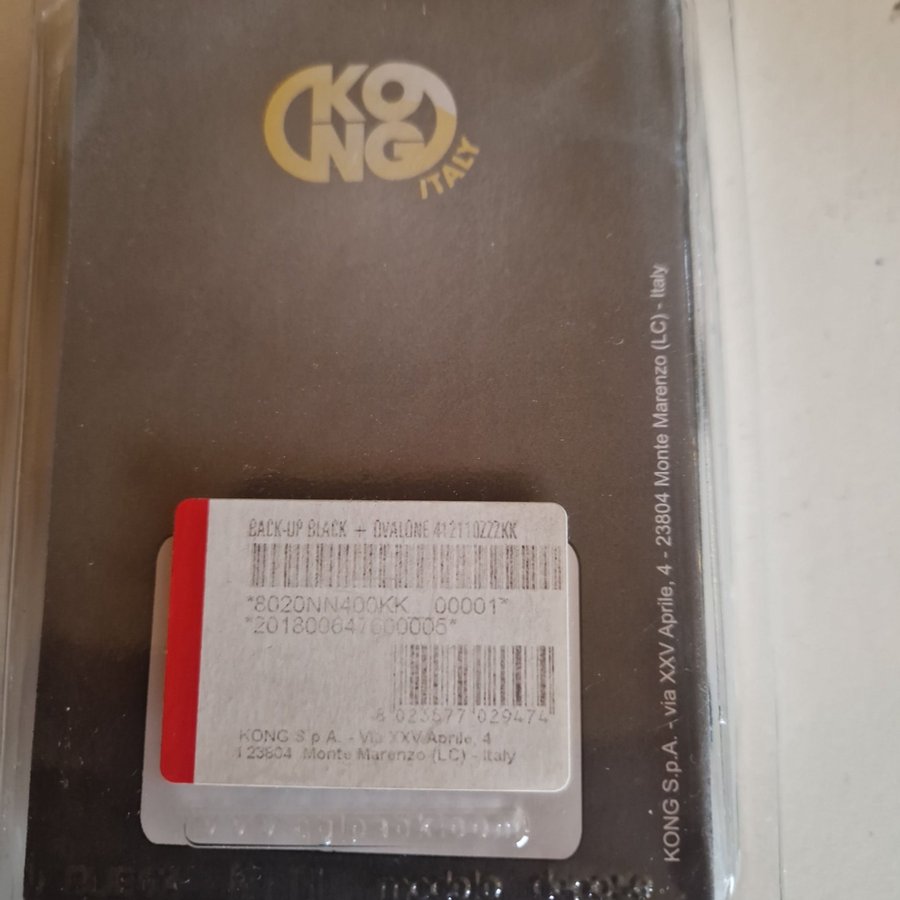 KONG
ITALY
KONG S.p.A. - via XXV Aprile, 4 - 23804 Monte Marenzo (LC) - Italy
BACK-UP BLACK + OVALONE 412110ZZZKK
*8020NN400KK 00001*
8 023577 029474
KONG S.p.A. - via XXV Aprile, 4
I 23804 Monte Marenzo (LC) - Italy
modelo